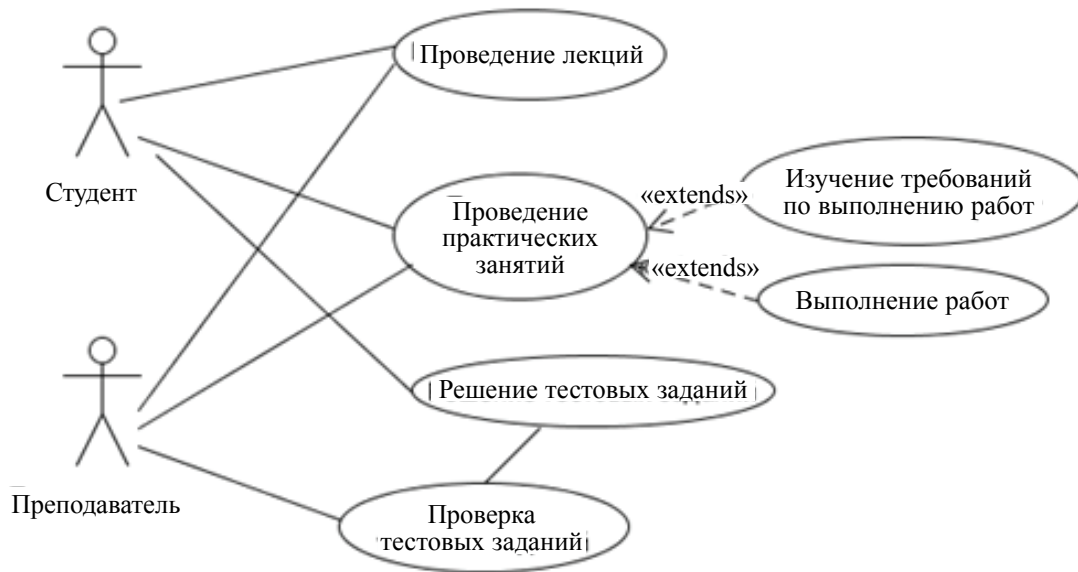 Проведение лекций
Студент
Проведение
практических
занятий
«extends»
Изучение требований
по выполнению работ
«extends»
Выполнение работ
Решение тестовых заданий
Преподаватель
Проверка
тестовых заданий